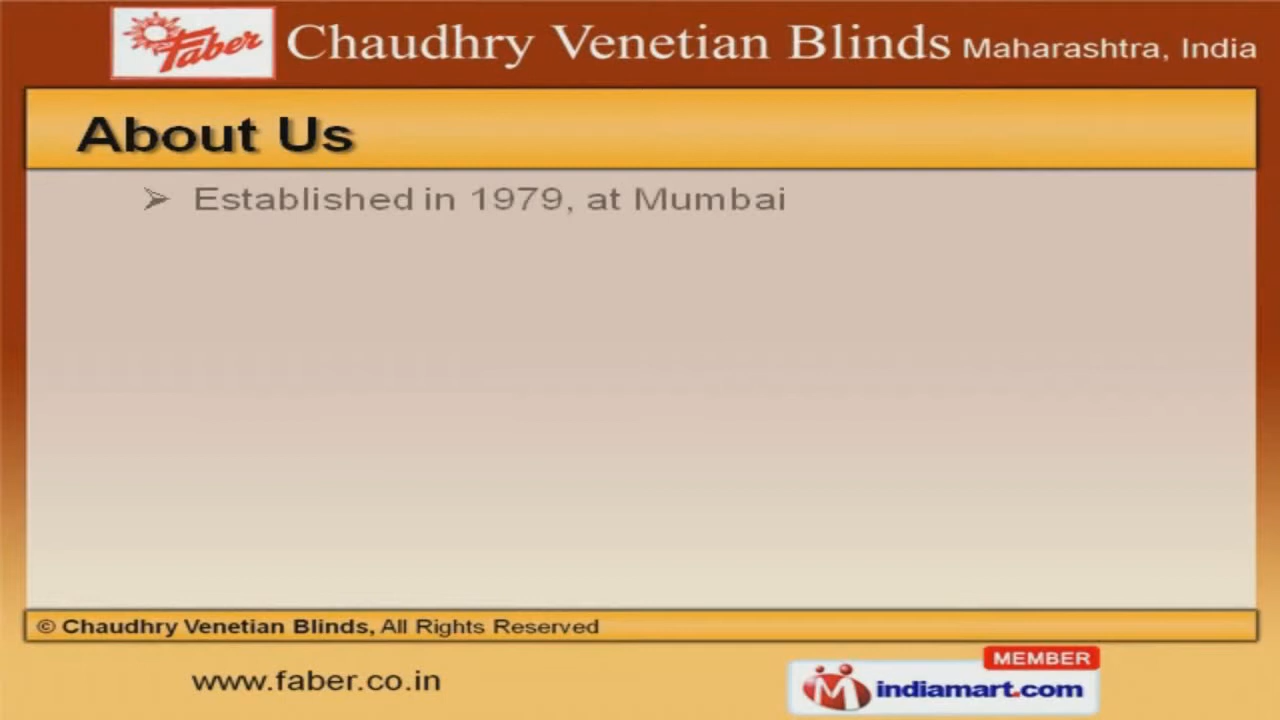 Faber
Chaudhry Venetian Blinds Maharashtra, India
About Us
➢ Established in 1979, at Mumbai
© Chaudhry Venetian Blinds, All Rights Reserved
www.faber.co.in
MEMBER
indiamart.com